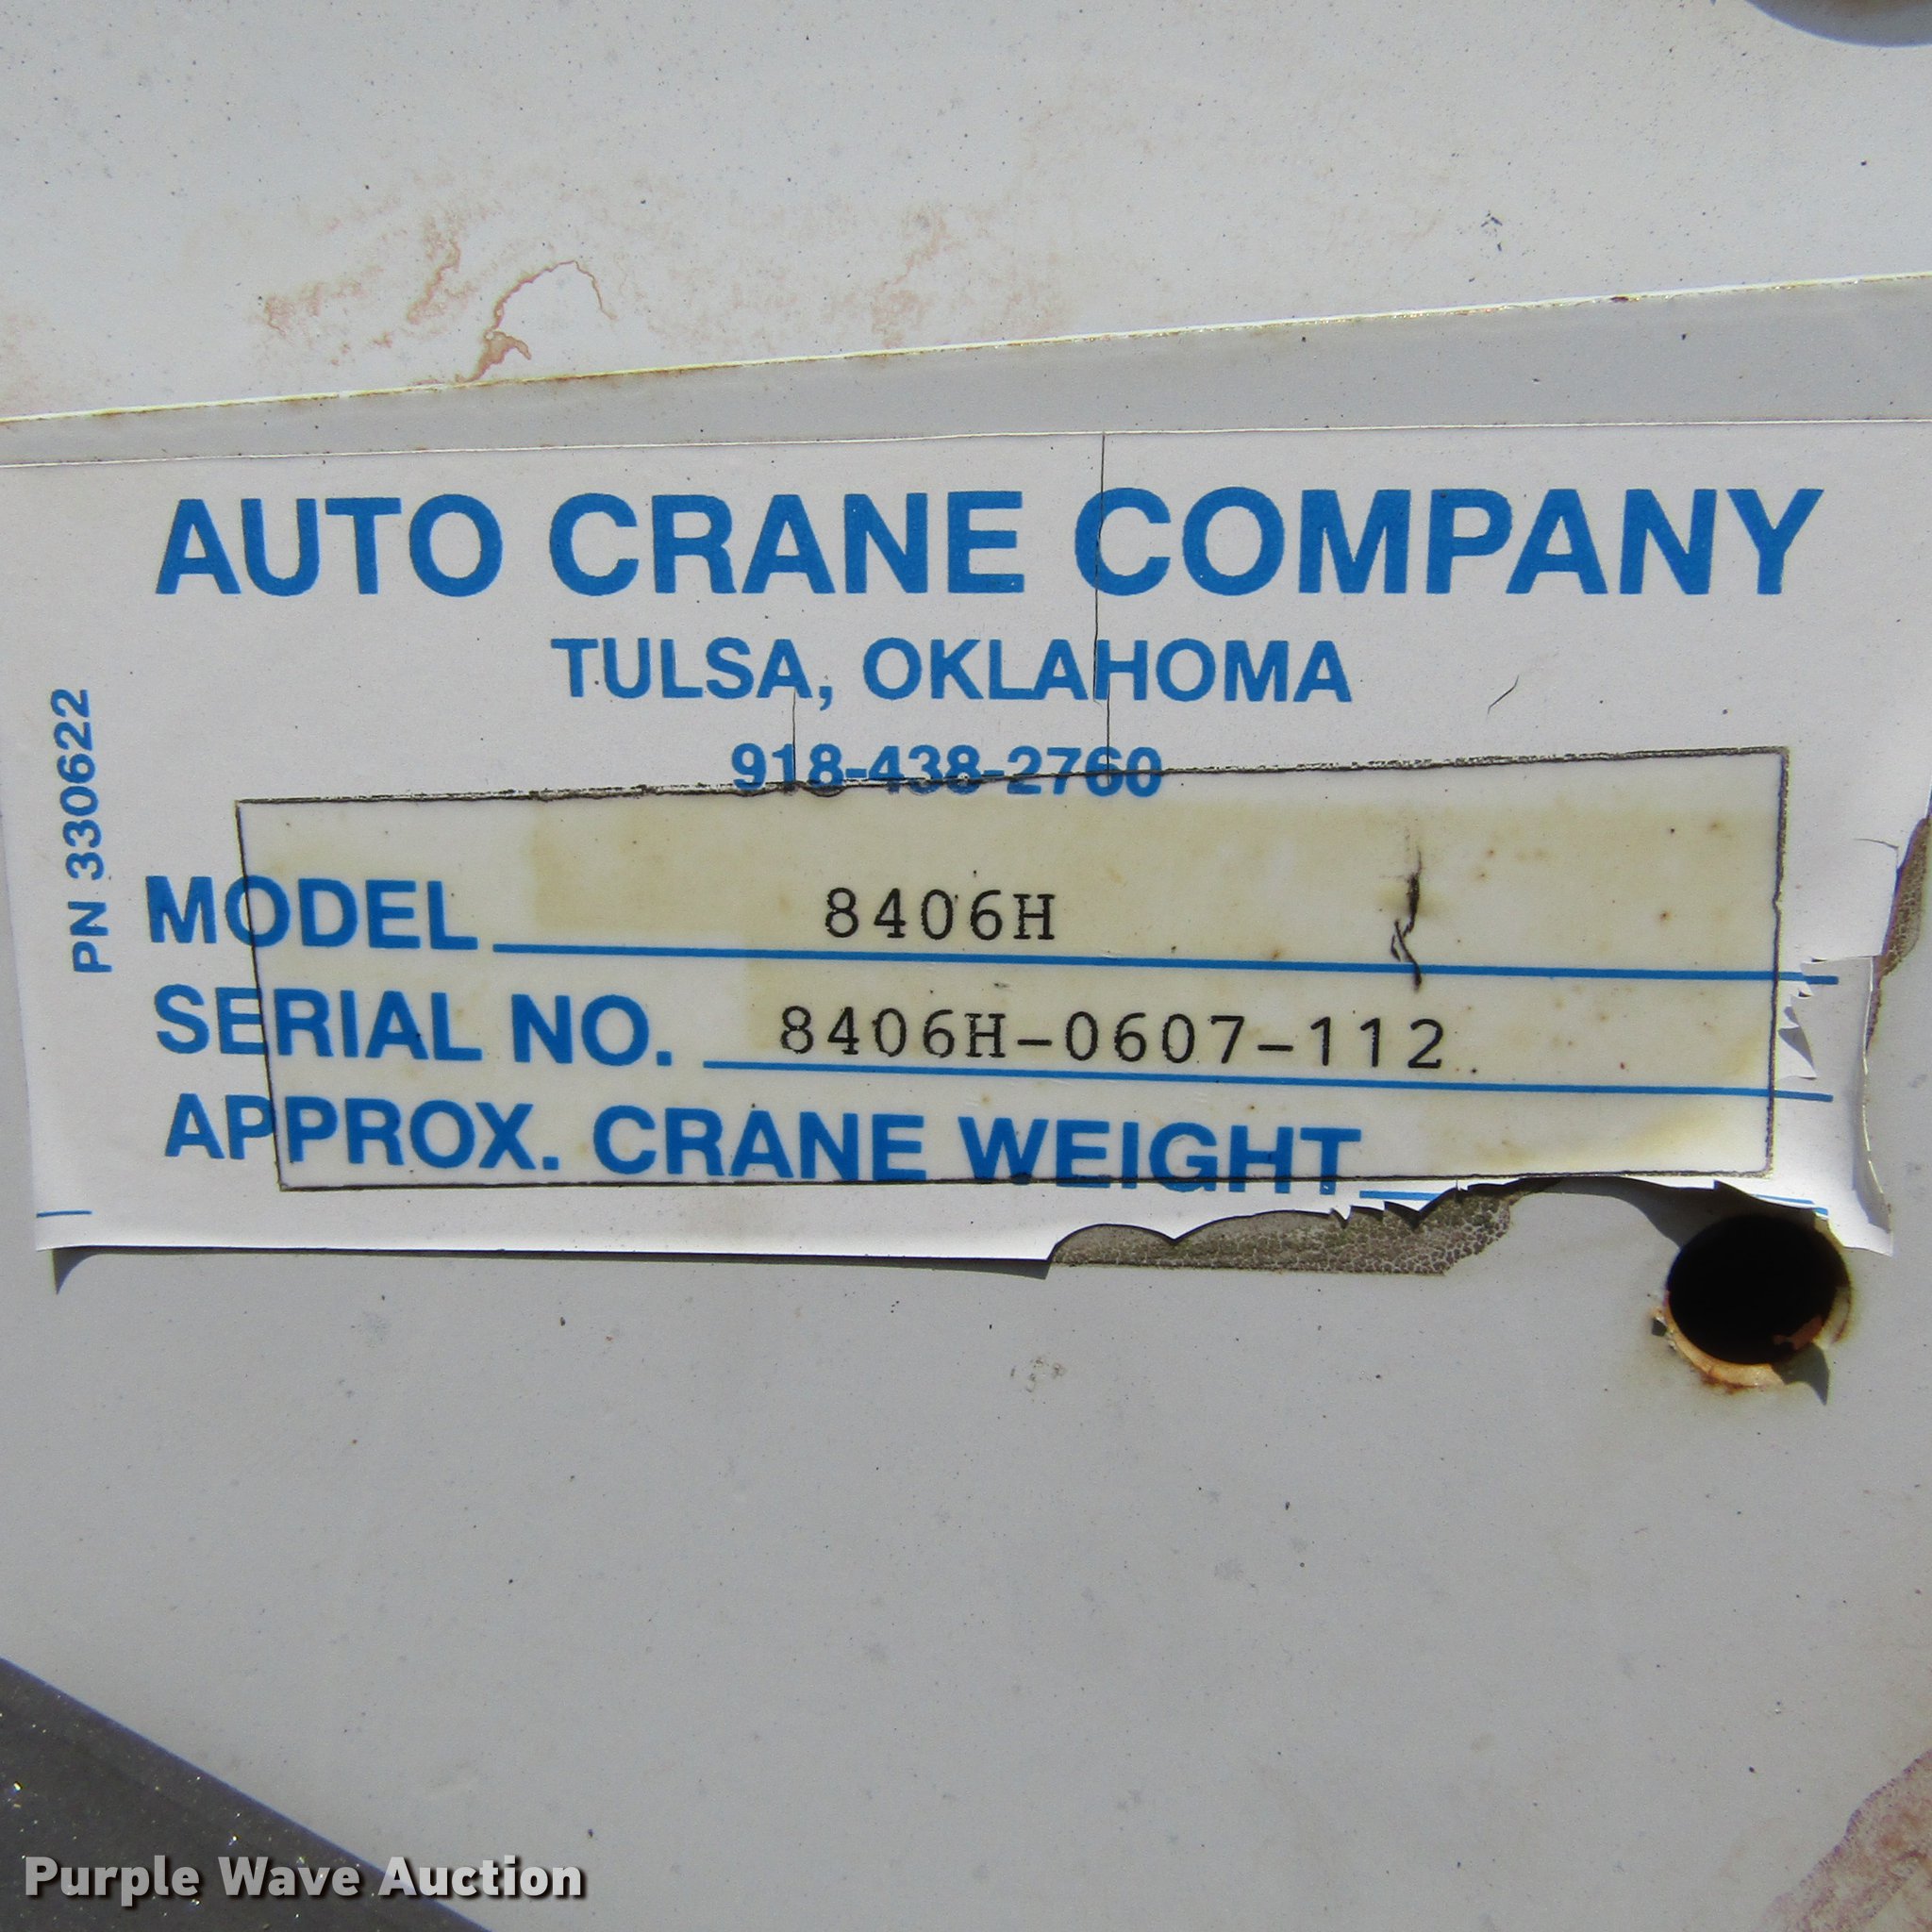 AUTO CRANE COMPANY
TULSA, OKLAHOMA
918-438-2760
PN 330622
MODEL 8406H
SERIAL NO. 8406H-0607-112
APPROX. CRANE WEIGHT
Purple Wave Auction